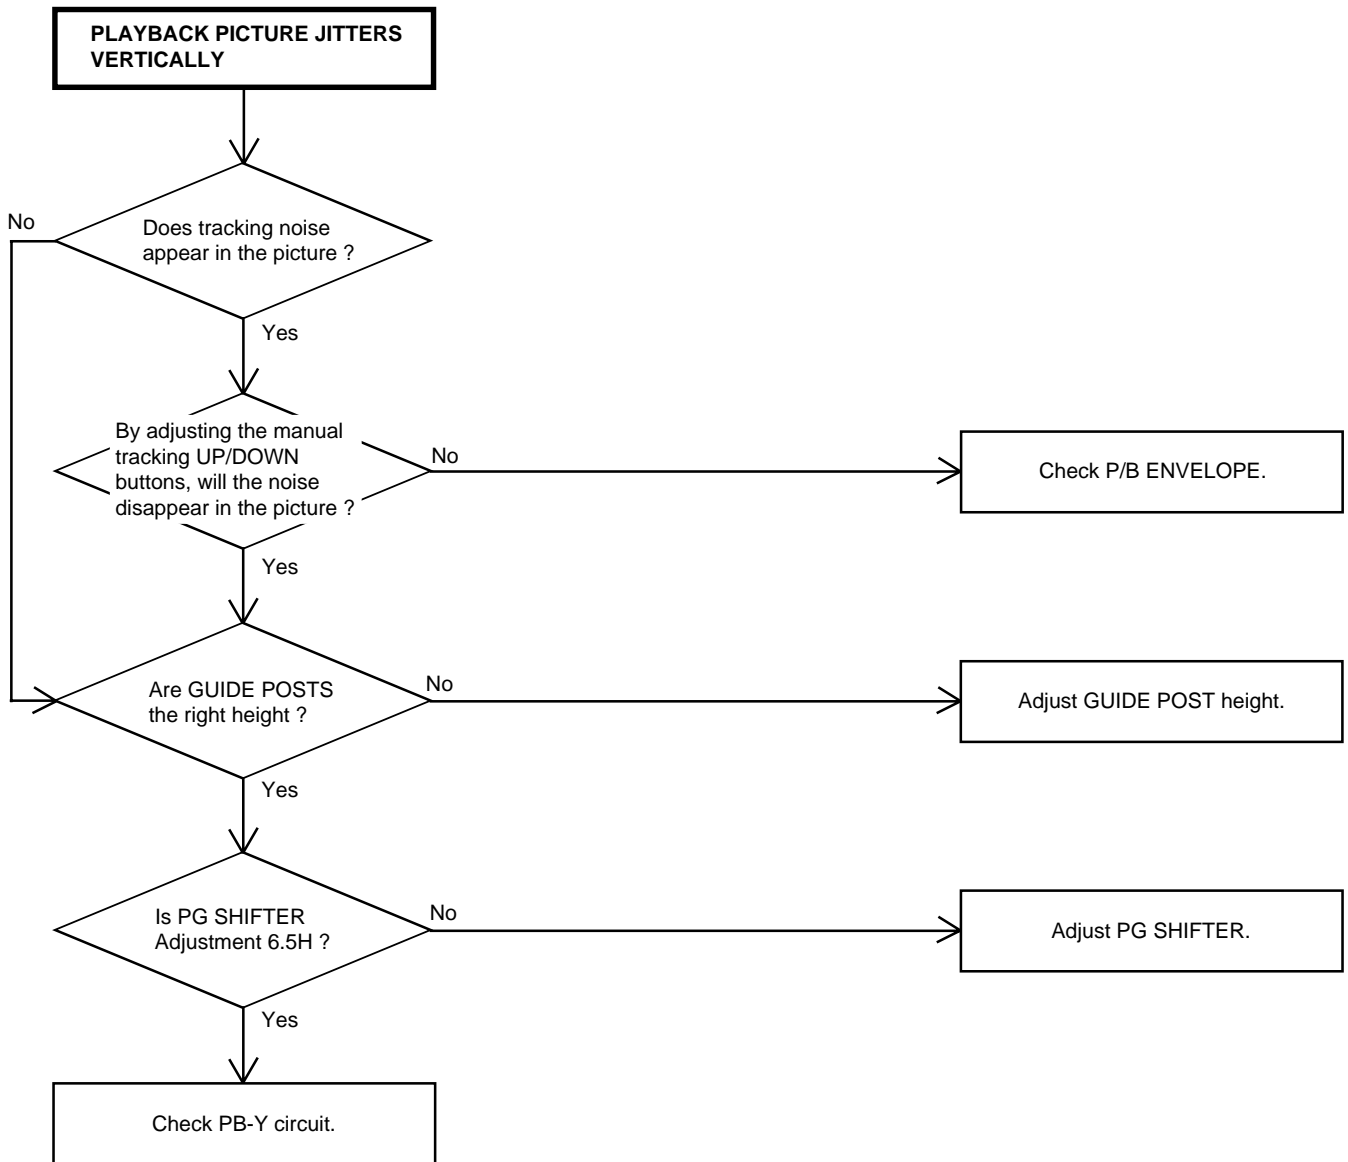 PLAYBACK PICTURE JITTERS
VERTICALLY
No
Does tracking noise
appear in the picture ?
Yes
By adjusting the manual
tracking UP/DOWN
buttons, will the noise
disappear in the picture ?
No
Check P/B ENVELOPE.
Yes
Are GUIDE POSTS
the right height ?
No
Adjust GUIDE POST height.
Yes
Is PG SHIFTER
Adjustment 6.5H ?
No
Adjust PG SHIFTER.
Yes
Check PB-Y circuit.